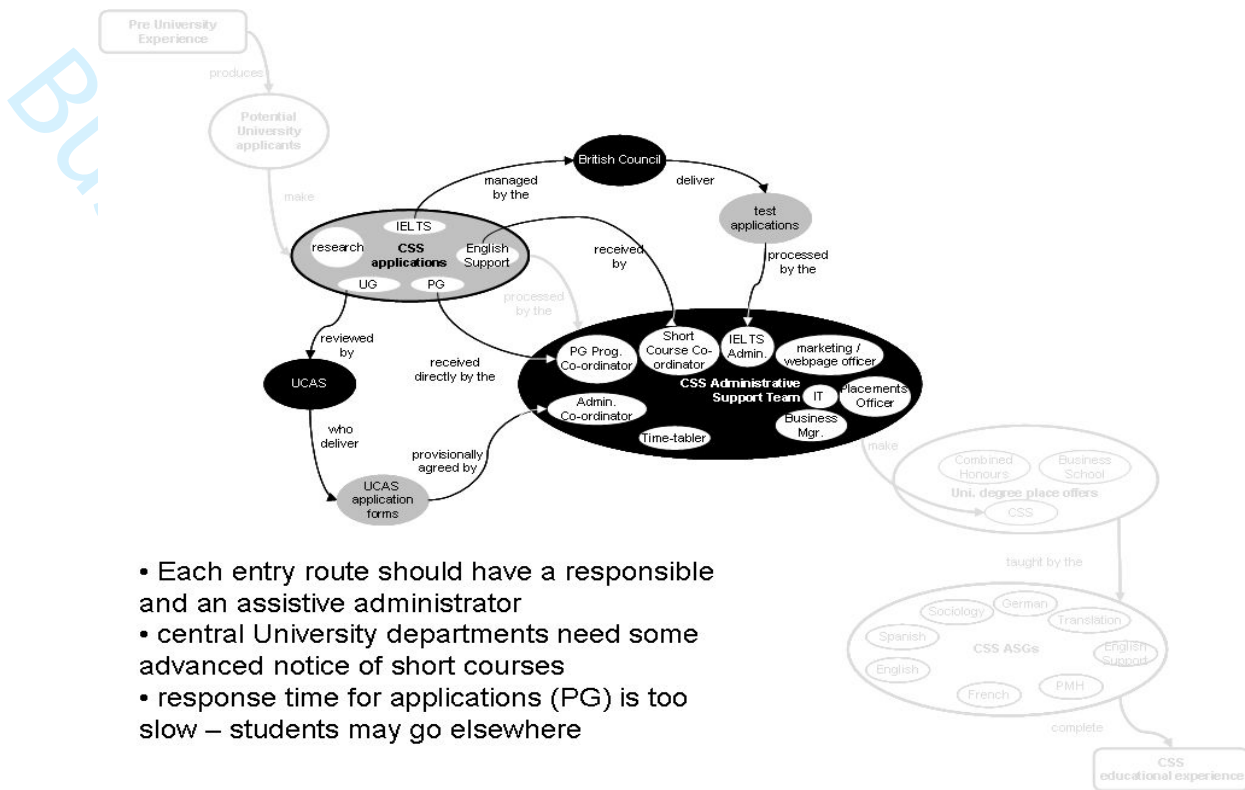 Pre University
Experience
produces
Potential
University
applicants
make
British Council
managed
by the
deliver
test
applications
IELTS
research
CSS
applications
English
Support
UG
PG
received
by
processed
by the
processed
by the
reviewed
by
received
directly by the
UCAS
who
deliver
provisionally
agreed by
UCAS
application
forms
PG Prog.
Co-ordinator
Short
Course Co-
ordinator
IELTS
Admin.
marketing /
webpage officer
CSS Administrative
Support Team
IT
Placements
Officer
Admin.
Co-ordinator
Business
Mgr.
Time-tabler
make
Combined
Honours
Business
School
Uni. degree place offers
CSS
taught by the
Sociology
German
Translation
Spanish
CSS ASGs
English
Support
English
French
PMH
complete
CSS
educational experience
• Each entry route should have a responsible
and an assistive administrator
• central University departments need some
advanced notice of short courses
• response time for applications (PG) is too
slow – students may go elsewhere